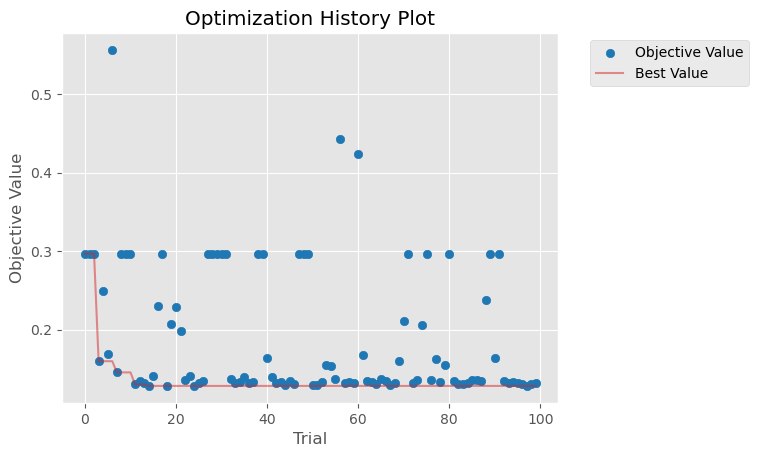 Optimization History Plot
Objective Value
Best Value
Objective Value
0.5
0.4
0.3
0.2
0 20 40 60 80 100
Trial